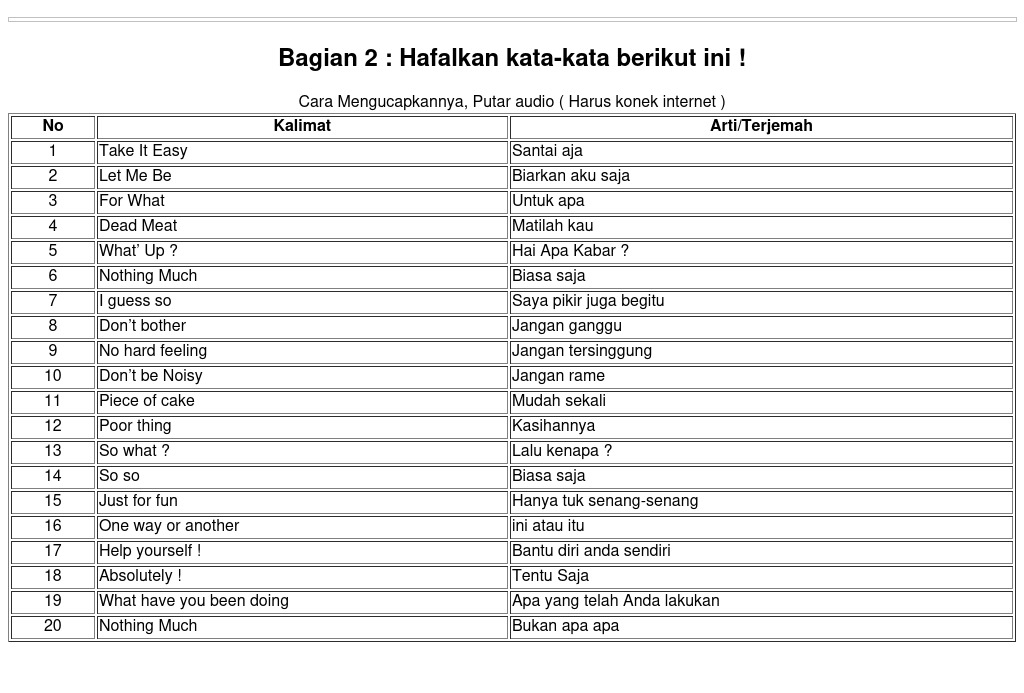 Bagian 2 : Hafalkan kata-kata berikut ini !
Cara Mengucapkannya, Putar audio ( Harus konek internet )
No Kalimat Arti/Terjemah
1 Take It Easy Santai aja
2 Let Me Be Biarkan aku saja
3 For What Untuk apa
4 Dead Meat Matilah kau
5 What’ Up ? Hai Apa Kabar ?
6 Nothing Much Biasa saja
7 I guess so Saya pikir juga begitu
8 Don’t bother Jangan ganggu
9 No hard feeling Jangan tersinggung
10 Don’t be Noisy Jangan rame
11 Piece of cake Mudah sekali
12 Poor thing Kasihannya
13 So what ? Lalu kenapa ?
14 So so Biasa saja
15 Just for fun Hanya tuk senang-senang
16 One way or another ini atau itu
17 Help yourself ! Bantu diri anda sendiri
18 Absolutely ! Tentu Saja
19 What have you been doing Apa yang telah Anda lakukan
20 Nothing Much Bukan apa apa